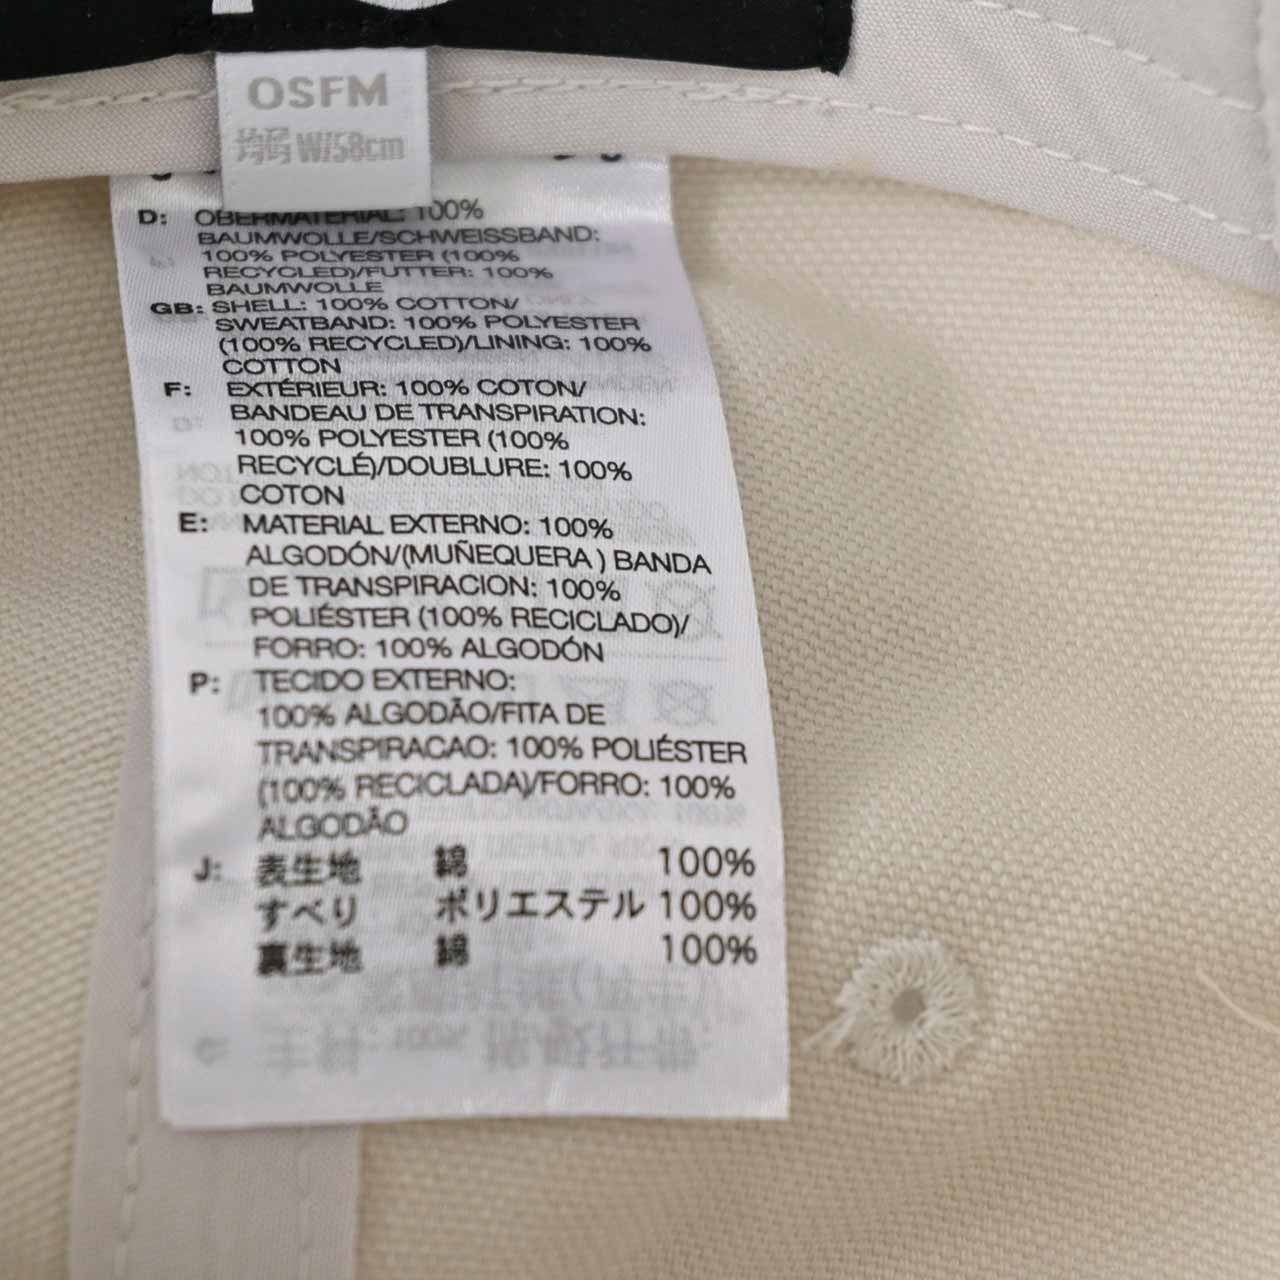 OSFM
均码 W/58cm
D: OBERMATERIAL: 100%
BAUMWOLLE/SCHWEISSBAND:
100% POLYESTER (100%
RECYCLED)/FUTTER: 100%
BAUMWOLLE
GB: SHELL: 100% COTTON/
SWEATBAND: 100% POLYESTER
(100% RECYCLED)/LINING: 100%
COTTON
F: EXTÉRIEUR: 100% COTON/
BANDEAU DE TRANSPIRATION:
100% POLYESTER (100%
RECYCLÉ)/DOUBLURE: 100%
COTON
E: MATERIAL EXTERNO: 100%
ALGODÓN/(MUÑEQUERA ) BANDA
DE TRANSPIRACION: 100%
POLIÉSTER (100% RECICLADO)/
FORRO: 100% ALGODÓN
P: TECIDO EXTERNO:
100% ALGODÃO/FITA DE
TRANSPIRACAO: 100% POLIÉSTER
(100% RECICLADA)/FORRO: 100%
ALGODÃO
J: 表生地 綿 100%
すべり ポリエステル 100%
裏生地 綿 100%